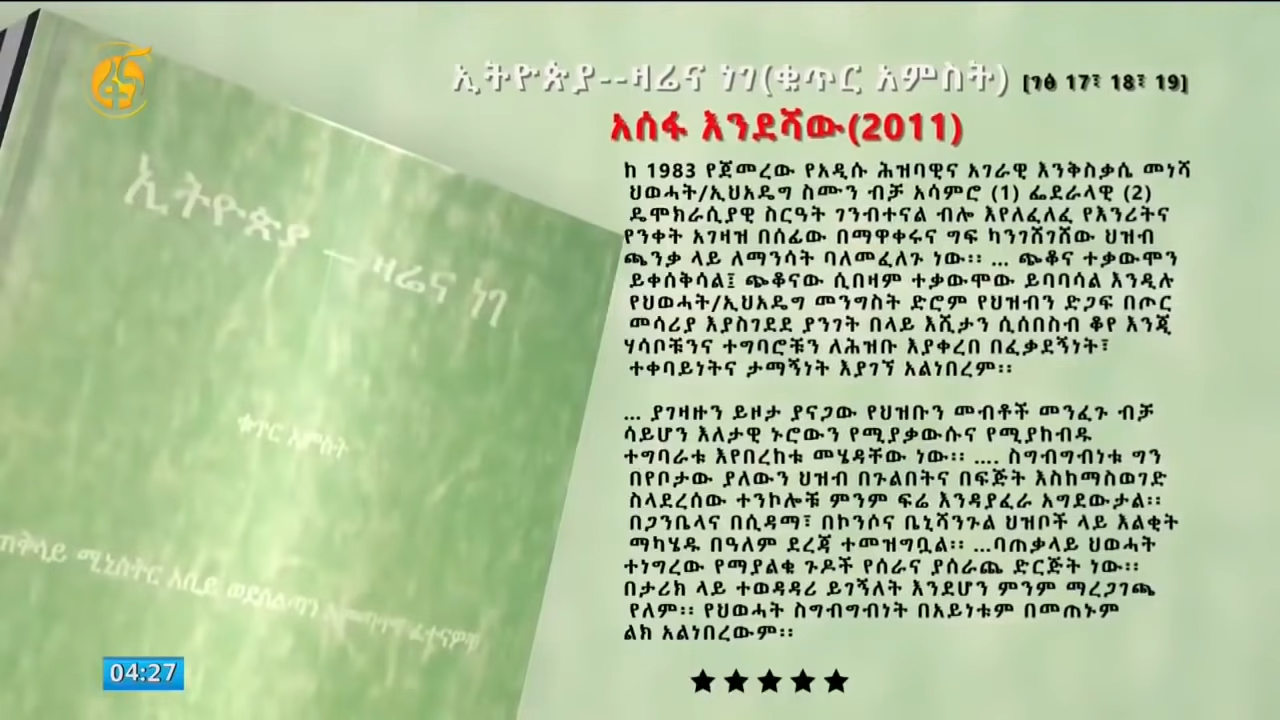 ኢትዮጵያ--ዛሬና ነገ(ቁጥር አምስት) [ገፅ 17፣ 18፣ 19]
አሰፋ እንደሻው(2011)
ከ 1983 የጀመረው የአዲሱ ሕዝባዊና አገራዊ እንቅስቃሴ መነሻ
ህወሓት/ኢህአዴግ ስሙን ብቻ አሳምሮ (1) ፌደራላዊ (2)
ዴሞክራሲያዊ ስርዓት ገንብተናል ብሎ እየለፈለፈ የእንሪትና
የንቀት አገዛዝ በሰፊው በማዋቀሩና ግፍ ካንገሸገሸው ህዝብ
ጫንቃ ላይ ለማንሳት ባለመፈለጉ ነው፡፡ ... ጭቆና ተቃውሞን
ይቀሰቅሳል፤ ጭቆናው ሲበዛም ተቃውሞው ይባባሳል እንዲሉ
የህወሓት/ኢህአዴግ መንግስት ድሮም የህዝብን ድጋፍ በጦር
መሳሪያ እያስገደደ ያንገት በላይ እሺታን ሲሰበስብ ቆየ እንጂ
ሃሳቦቹንና ተግባሮቹን ለሕዝቡ እያቀረበ በፈቃደኝነት፣
ተቀባይነትና ታማኝነት እያገኘ አልነበረም፡፡
... ያገዛዙን ይዞታ ያናጋው የህዝቡን መብቶች መንፈጉ ብቻ
ሳይሆን እለታዊ ኑሮውን የሚያቃውሱና የሚያከብዱ
ተግባራቱ እየበረከቱ መሄዳቸው ነው፡፡ .... ስግብግብነቱ ግን
በየቦታው ያለውን ህዝብ በጉልበትና በፍጅት እስከማስወገድ
ስላደረሰው ተንኮሎቹ ምንም ፍሬ እንዳያፈራ አግደውታል፡፡
በጋንቤላና በሲዳማ፣ በኮንሶና ቤኒሻንጉል ህዝቦች ላይ እልቂት
ማካሄዱ በዓለም ደረጃ ተመዝግቧል፡፡ ...ባጠቃላይ ህወሓት
ተነግረው የማያልቁ ጉዶች የሰራና ያሰራጨ ድርጅት ነው፡፡
በታሪክ ላይ ተወዳዳሪ ይገኝለት እንደሆን ምንም ማረጋገጫ
የለም፡፡ የህወሓት ስግብግብነት በአይነቱም በመጠኑም
ልክ አልነበረውም፡፡
ኢትዮጵያ — ዛሬና ነገ
ቁጥር አምስት
ጠቅላይ ሚኒስትር አቢይ ወደስልጣን
04:27